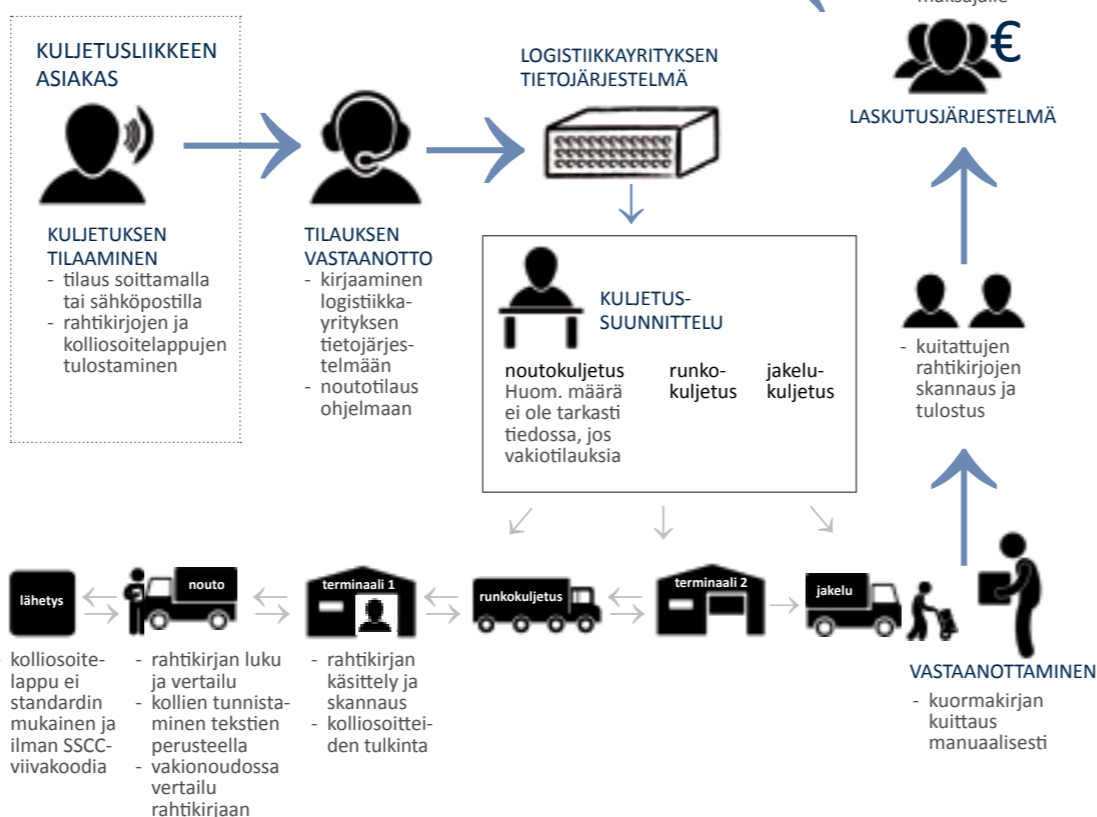 maksajalle
KULJETUSLIIKKEEN
ASIAKAS
KULJETUKSEN
TILAAMINEN
- tilaus soittamalla
tai sähköpostilla
- rahtikirjojen ja
kolliosoitelappujen
tulostaminen
TILAUKSEN
VASTAANOTTO
- kirjaaminen
logistiikka-
yrityksen
tietojärjes-
telmään
- noutotilaus
ohjelmaan
LOGISTIIKKAYRITYKSEN
TIETOJÄRJESTELMÄ
KULJETUS-
SUUNNITTELU
noutokuljetus
Huom. määrä
ei ole tarkasti
tiedossa, jos
vakiotilauksia
runko-
kuljetus
jakelu-
kuljetus
€
LASKUTUSJÄRJESTELMÄ
- kuitattujen
rahtikirjojen
skannaus ja
tulostus
lähetys
nouto
terminaali 1
runkokuljetus
terminaali 2
jakelu
- kolliosoite-
lappu ei
standardin
mukainen ja
ilman SSCC-
viivakoodia
- rahtikirjan luku
ja vertailu
- kollien tunnista-
minen tekstien
perusteella
- vakionoudossa
vertailu
rahtikirjaan
- rahtikirjan
käsittely ja
skannaus
- kolliosoittei-
den tulkinta
VASTAANOTTAMINEN
- kuormakirjan
kuittaus
manuaalisesti